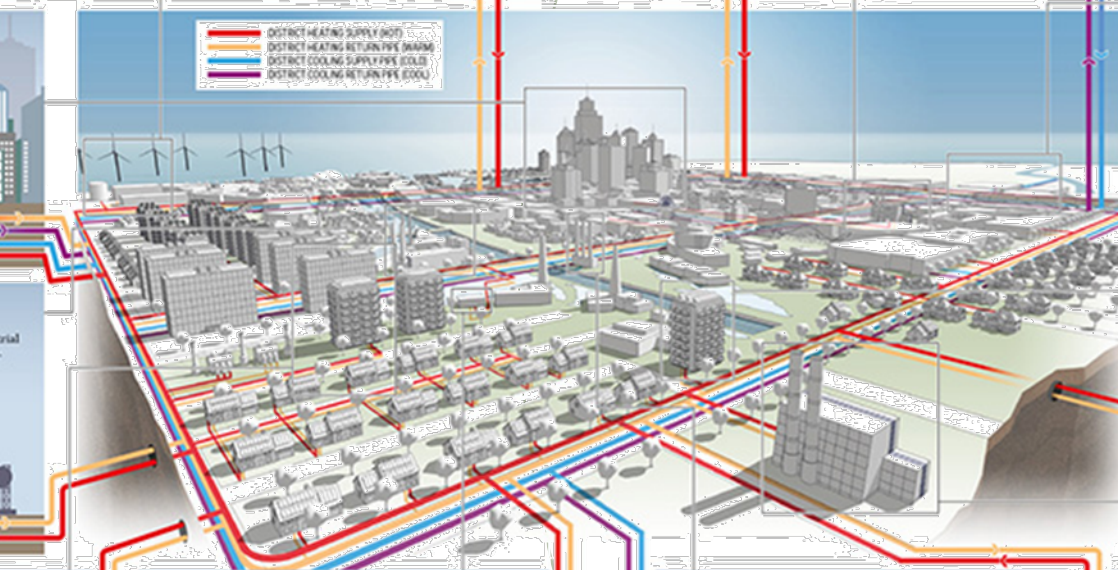 DISTRICT HEATING SUPPLY (HOT)
DISTRICT HEATING RETURN PIPE (WARM)
DISTRICT COOLING SUPPLY PIPE (COLD)
DISTRICT COOLING RETURN PIPE (COOL)
trial